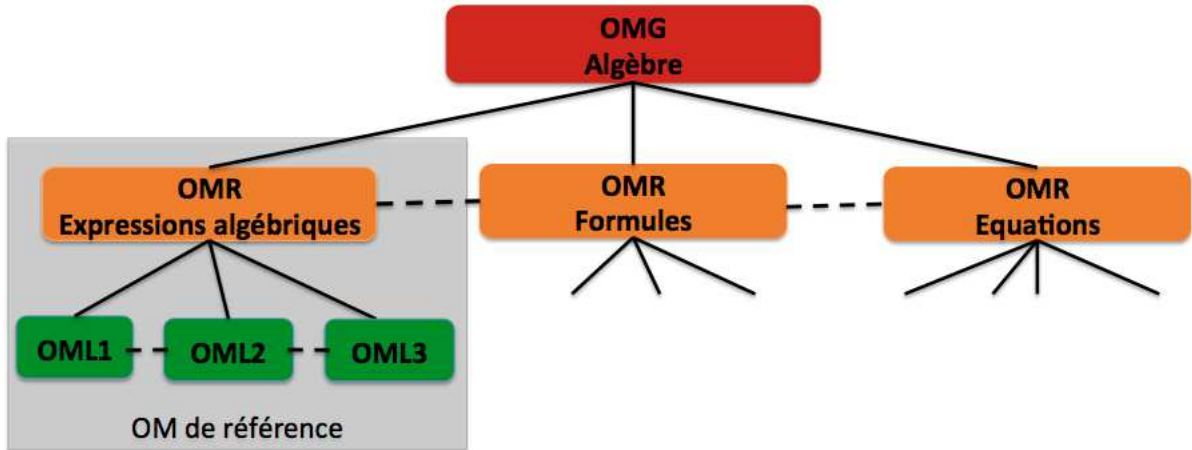 OMG
Algèbre
OMR
Expressions algébriques
OMR
Formules
OMR
Equations
OML1
OML2
OML3
OM de référence